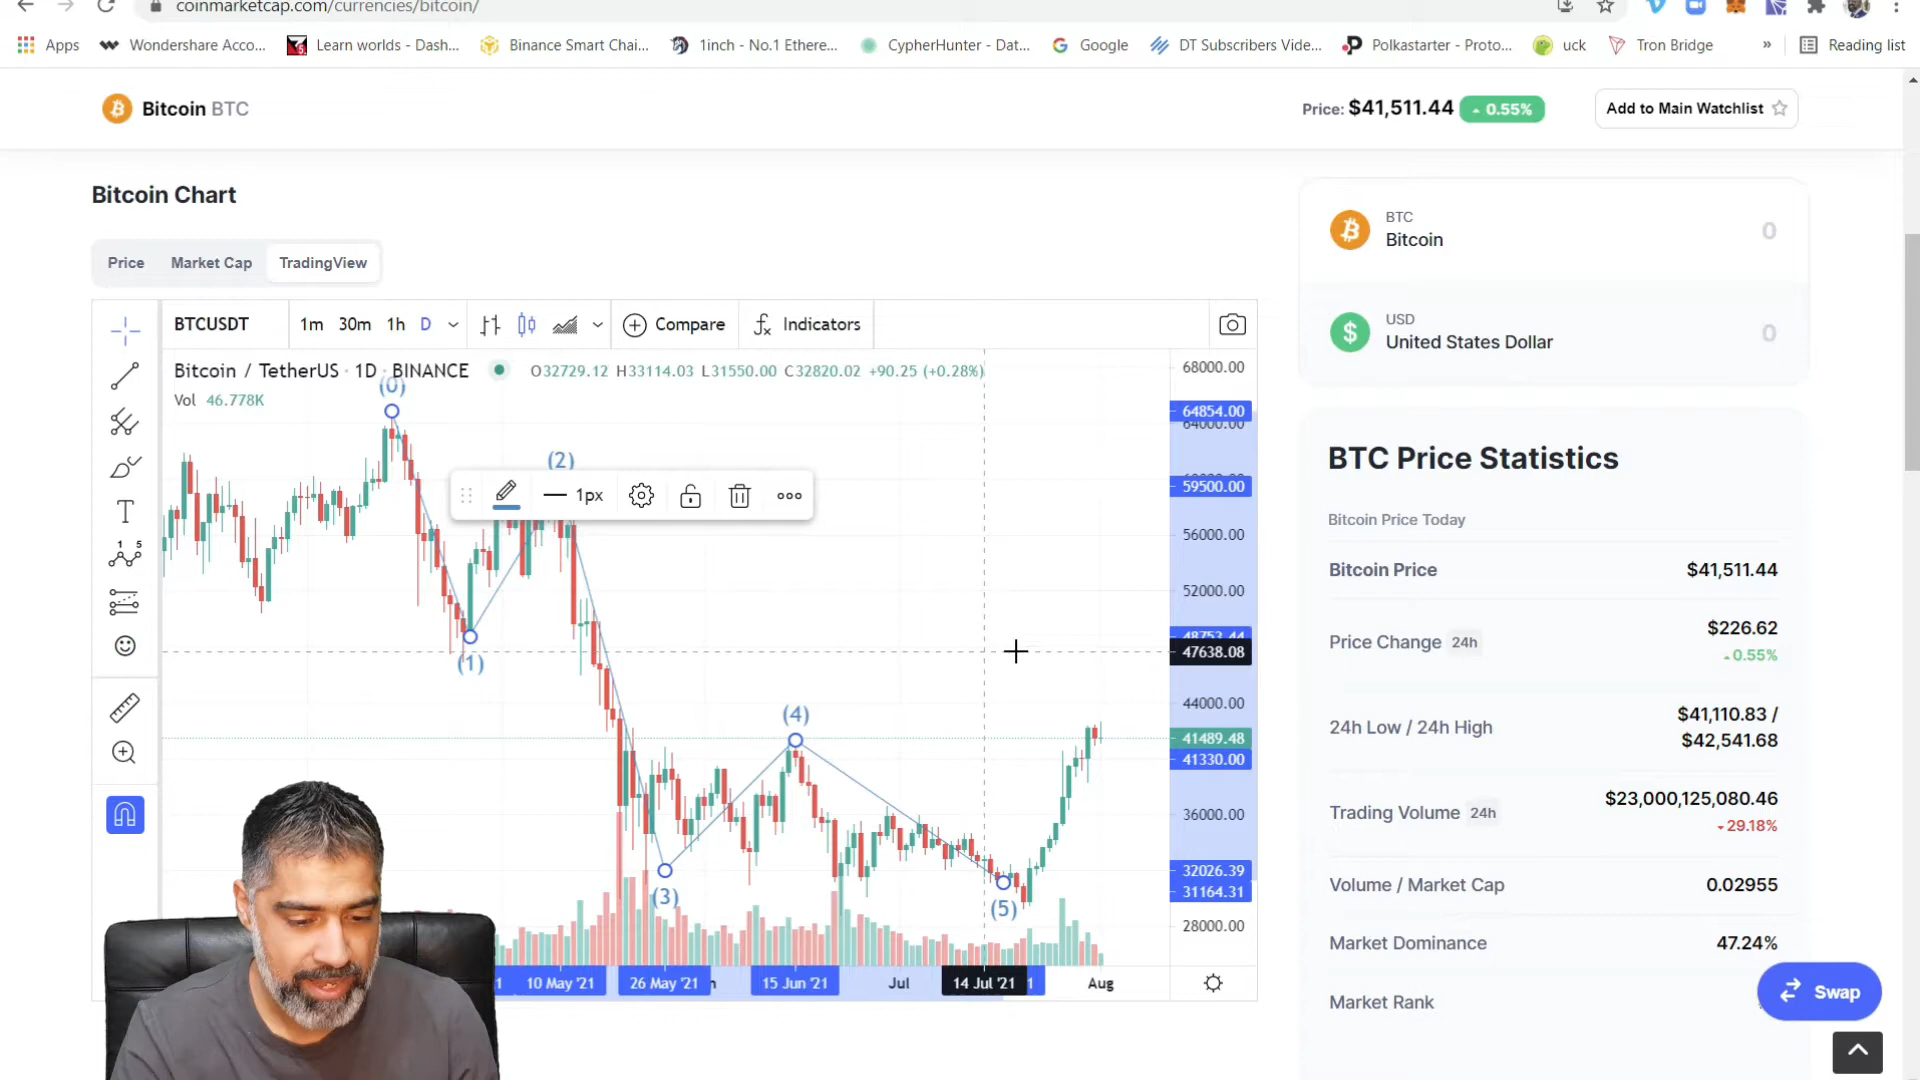 coinmarketcap.com/currencies/bitcoin/
Apps
Wondershare Acco...
Learn worlds - Dash...
Binance Smart Chai...
1inch - No.1 Ethere...
CypherHunter - Dat...
Google
DT Subscribers Vide...
Polkastarter - Proto...
uck
Tron Bridge
»
Reading list
Bitcoin BTC
Price: $41,511.44
0.55%
Add to Main Watchlist
Bitcoin Chart
Price
Market Cap
TradingView
BTC
Bitcoin
0
USD
United States Dollar
0
BTCUSDT
1m
30m
1h
D
Compare
Indicators
Bitcoin / TetherUS · 1D · BINANCE
O32729.12 H33114.03 L31550.00 C32820.02 +90.25 (+0.28%)
Vol 46.778K
(0)
(1)
(2)
(3)
(4)
(5)
1px
T
1 5
68000.00
64854.00
64000.00
59500.00
56000.00
52000.00
48753.44
47638.08
44000.00
41489.48
41330.00
36000.00
32026.39
31164.31
28000.00
1
10 May '21
26 May '21
15 Jun '21
Jul
14 Jul '21
1
Aug
BTC Price Statistics
Bitcoin Price Today
Bitcoin Price
$41,511.44
Price Change 24h
$226.62
0.55%
24h Low / 24h High
$41,110.83 /
$42,541.68
Trading Volume 24h
$23,000,125,080.46
29.18%
Volume / Market Cap
0.02955
Market Dominance
47.24%
Market Rank
Swap